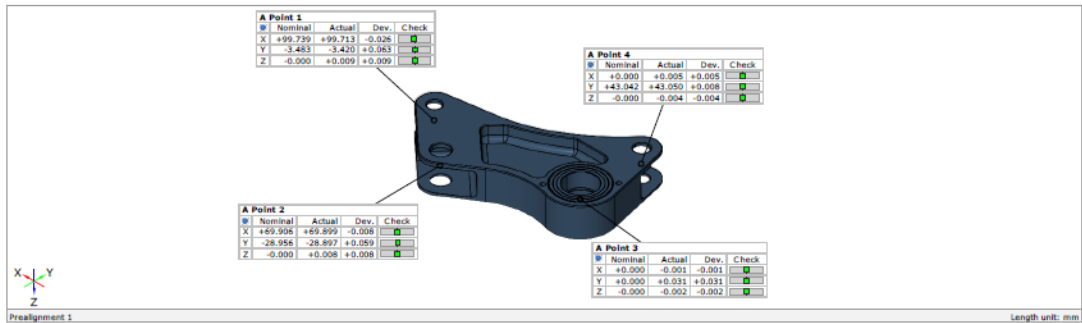 A Point 1
Nominal Actual Dev. Check
X +99.739 +99.713 -0.026
Y -3.483 -3.420 +0.063
Z -0.000 +0.009 +0.009
A Point 4
Nominal Actual Dev. Check
X +0.000 +0.005 +0.005
Y +43.042 +43.050 +0.008
Z -0.000 -0.004 -0.004
A Point 2
Nominal Actual Dev. Check
X +69.906 +69.899 -0.008
Y -28.956 -28.897 +0.059
Z -0.000 +0.008 +0.008
A Point 3
Nominal Actual Dev. Check
X +0.000 -0.001 -0.001
Y +0.000 +0.031 +0.031
Z -0.000 -0.002 -0.002
X Y
Z
Prealignment 1 Length unit: mm